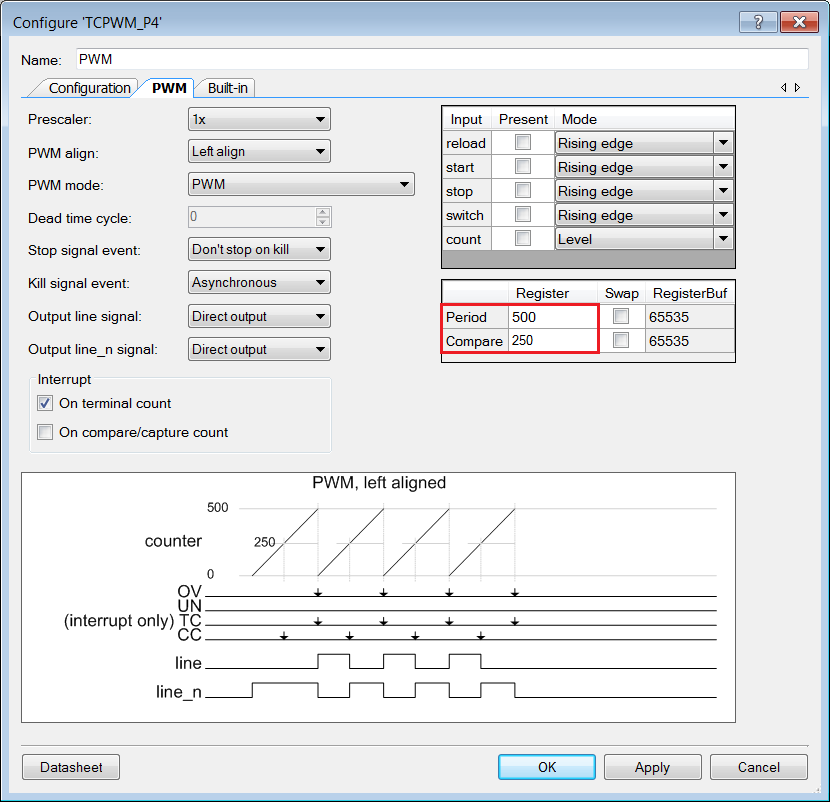 Configure 'TCPWM_P4'
?
Name: PWM
Configuration PWM Built-in
Prescaler: 1x
PWM align: Left align
PWM mode: PWM
Dead time cycle: 0
Stop signal event: Don't stop on kill
Kill signal event: Asynchronous
Output line signal: Direct output
Output line_n signal: Direct output
Interrupt
On terminal count
On compare/capture count
Input Present Mode
reload Rising edge
start Rising edge
stop Rising edge
switch Rising edge
count Level
Register Swap RegisterBuf
Period 500 65535
Compare 250 65535
PWM, left aligned
500
counter 250
0
OV
UN
(interrupt only) TC
CC
line
line_n
Datasheet OK Apply Cancel